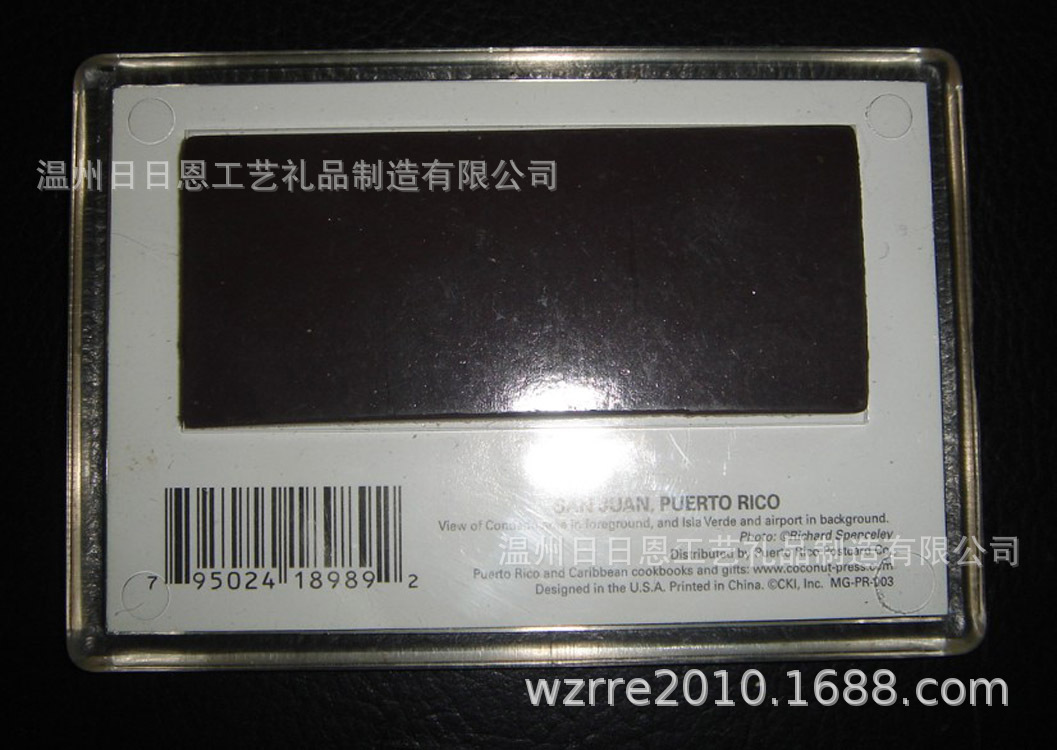 温州日日恩工艺礼品制造有限公司
SAN JUAN, PUERTO RICO
View of Condado area in foreground, and Isla Verde and airport in background.
Photo: ©Richard Spenceley
温州日日恩工艺礼品制造有限公司
Distributed by Puerto Rico Postcard Co.
Puerto Rico and Caribbean cookbooks and gifts: www.coconut-press.com
Designed in the U.S.A. Printed in China. ©CKI, Inc. MG-PR-003
7 95024 18989 2
wzrre2010.1688.com